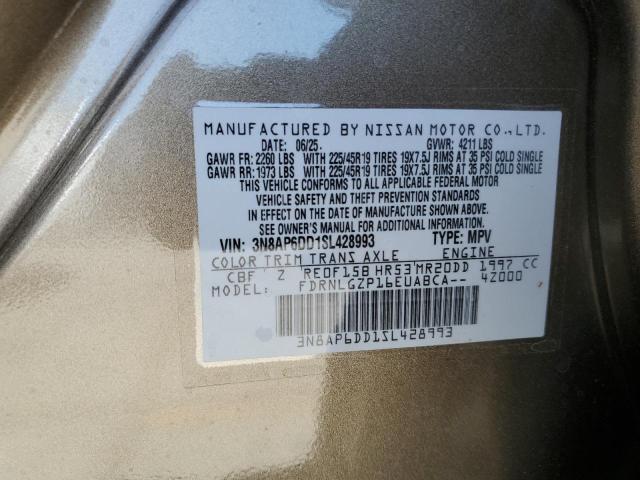 MANUFACTURED BY NISSAN MOTOR CO.,LTD.
DATE 06/25. GVWR: 4211 LBS
GAWR FR: 2260 LBS WITH 225/45R19 TIRES 19X7.5J RIMS AT 35 PSI COLD SINGLE
GAWR RR: 1973 LBS WITH 225/45R19 TIRES 19X7.5J RIMS AT 35 PSI COLD SINGLE
THIS VEHICLE CONFORMS TO ALL APPLICABLE FEDERAL MOTOR
VEHICLE SAFETY AND THEFT PREVENTION STANDARDS
IN EFFECT ON THE DATE OF MANUFACTURE SHOWN ABOVE.
SEE OWNER'S MANUAL FOR FURTHER INFORMATION
VIN: 3N8AP6DD1SL428993 TYPE: MPV
COLOR TRIM TRANS AXLE ENGINE
CBF Z RE0F15B HR53 MR20DD 1997 CC
MODEL: FDRNLGZP16EUABCA-- 4Z000
3N8AP6DD1SL428993